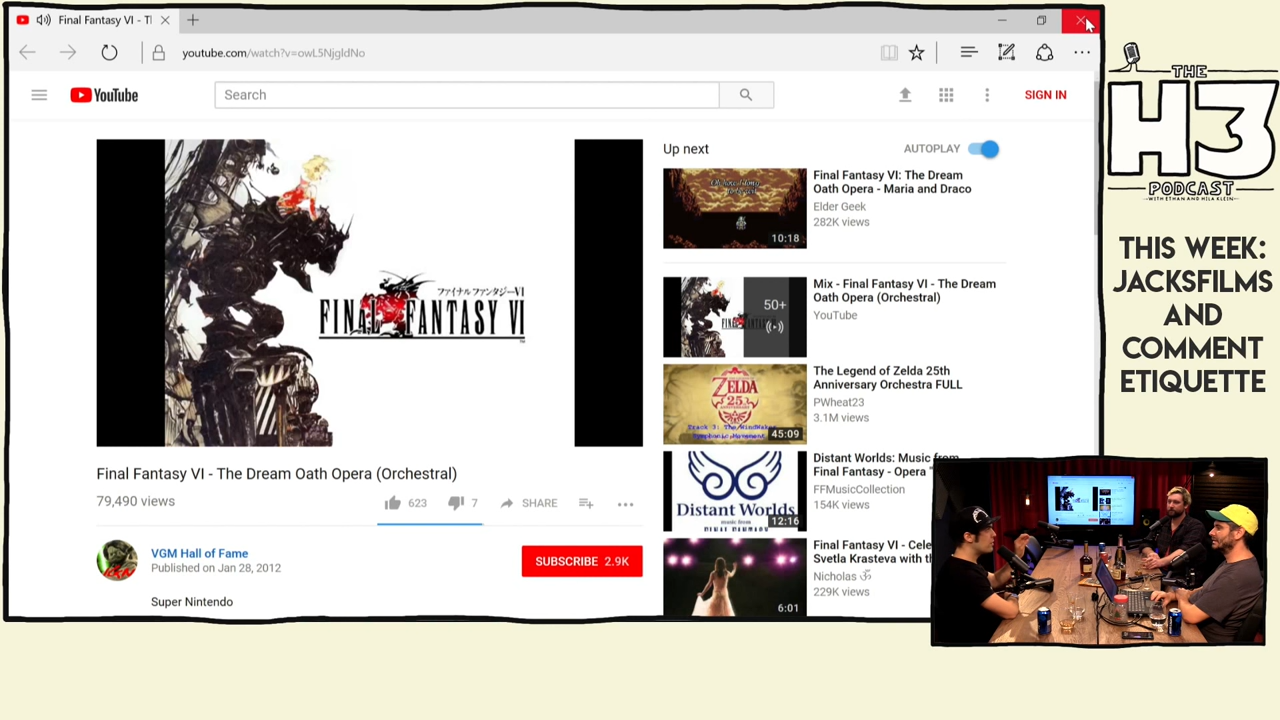 Final Fantasy VI - Tl
youtube.com/watch?v=owL5NjgldNo
YouTube
Search
SIGN IN
ファイナルファンタジーVI
FINAL FANTASY VI
Final Fantasy VI - The Dream Oath Opera (Orchestral)
79,490 views
623
7
SHARE
VGM Hall of Fame
Published on Jan 28, 2012
SUBSCRIBE 2.9K
Super Nintendo
Up next
AUTOPLAY
10:18
Final Fantasy VI: The Dream
Oath Opera - Maria and Draco
Elder Geek
282K views
50+
Mix - Final Fantasy VI - The Dream
Oath Opera (Orchestral)
YouTube
ZELDA
25
45:09
The Legend of Zelda 25th
Anniversary Orchestra FULL
PWheat23
3.1M views
Distant Worlds
music from
FINAL FANTASY
12:16
Distant Worlds: Music from
Final Fantasy - Opera "
FFMusicCollection
154K views
6:01
Final Fantasy VI - Cele
Svetla Krasteva with th
Nicholas ॐ
229K views
THE
H3
PODCAST
WITH ETHAN AND HILA KLEIN
THIS WEEK:
JACKSFILMS
AND
COMMENT
ETIQUETTE